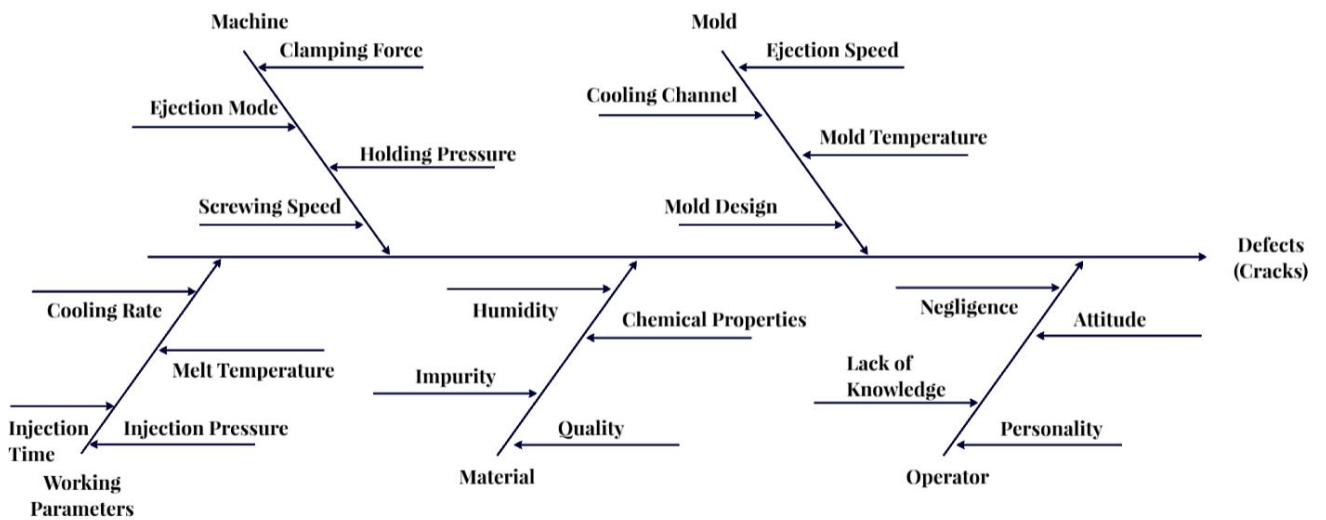 Machine
Mold
Clamping Force
Ejection Speed
Ejection Mode
Cooling Channel
Holding Pressure
Mold Temperature
Screwing Speed
Mold Design
Defects
(Cracks)
Cooling Rate
Humidity
Negligence
Chemical Properties
Attitude
Melt Temperature
Impurity
Lack of
Knowledge
Injection
Time
Injection Pressure
Quality
Personality
Working
Parameters
Material
Operator